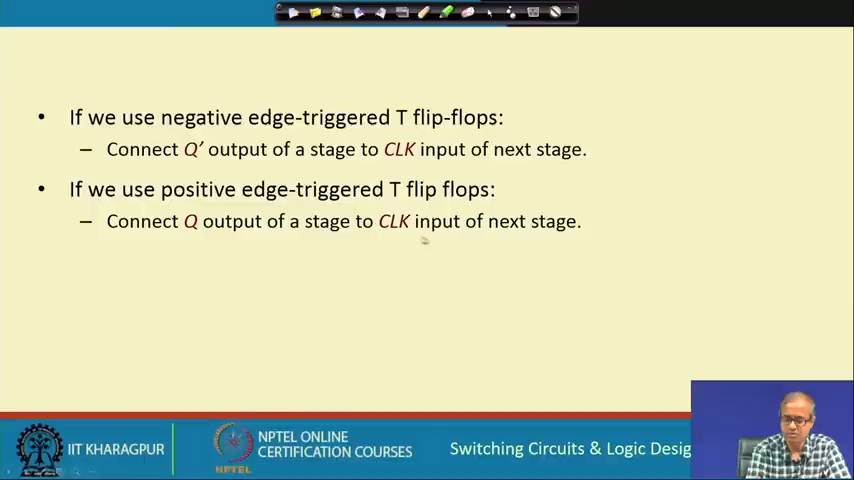 • If we use negative edge-triggered T flip-flops:
– Connect Q′ output of a stage to CLK input of next stage.
• If we use positive edge-triggered T flip flops:
– Connect Q output of a stage to CLK input of next stage.
IIT KHARAGPUR
NPTEL
NPTEL ONLINE
CERTIFICATION COURSES
Switching Circuits & Logic Desig